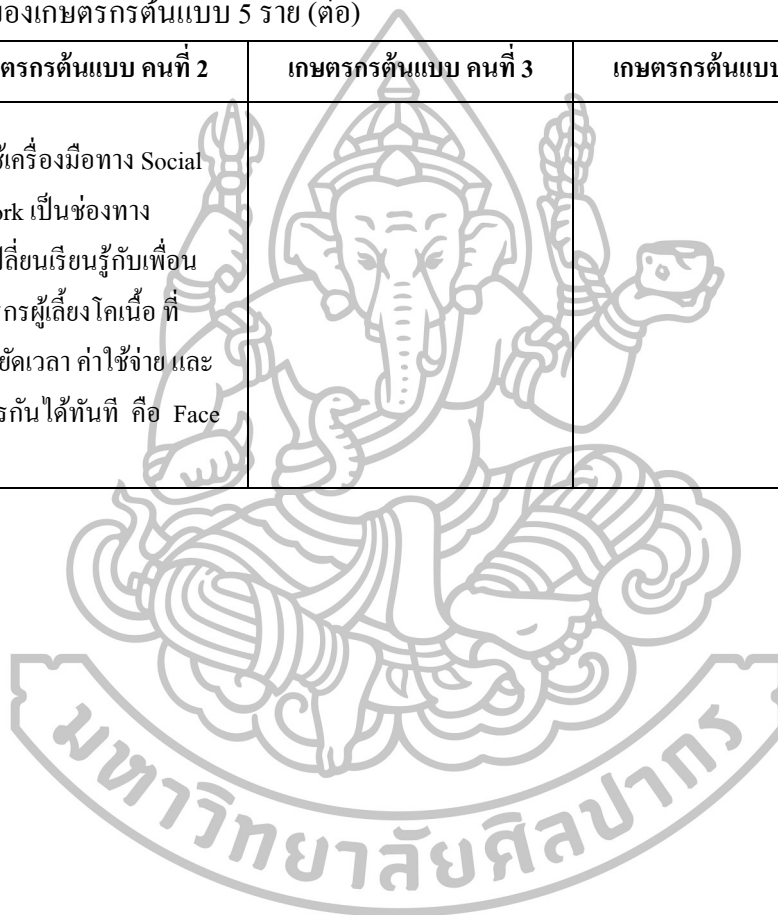 ของเกษตรกรต้นแบบ 5 ราย (ต่อ)
ตรกรต้นแบบ คนที่ 2
เกษตรกรต้นแบบ คนที่ 3
เกษตรกรต้นแบบ
เครื่องมือทาง Social
ork เป็นช่องทาง
ปลี่ยนเรียนรู้กับเพื่อน
กรผู้เลี้ยงโคเนื้อ ที่
ยัดเวลา ค่าใช้จ่าย และ
รกันได้ทันที คือ Face
มหาวิทยาลัยศิลปากร